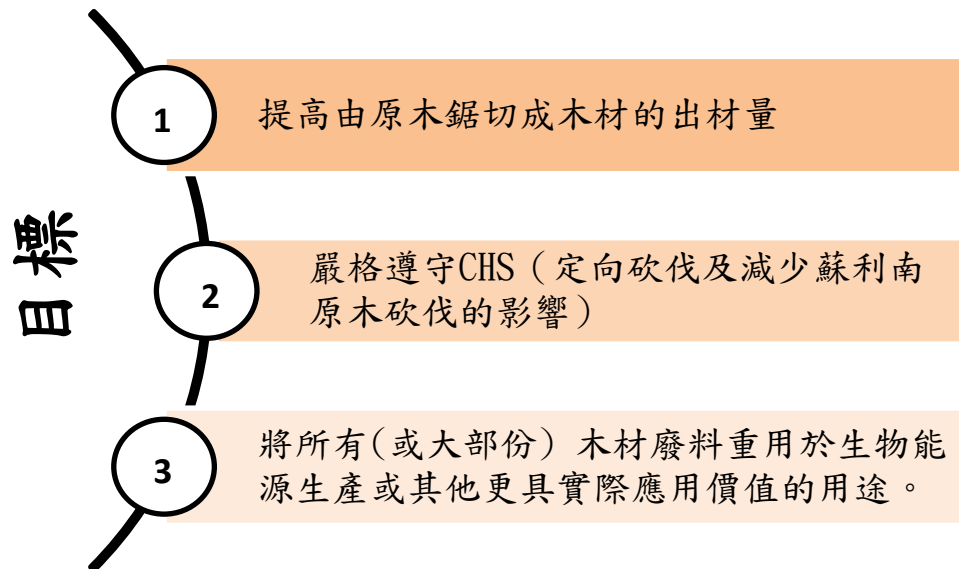 目標
1
提高由原木鋸切成木材的出材量
2
嚴格遵守CHS（定向砍伐及減少蘇利南
原木砍伐的影響）
3
將所有(或大部份) 木材廢料重用於生物能
源生產或其他更具實際應用價值的用途。